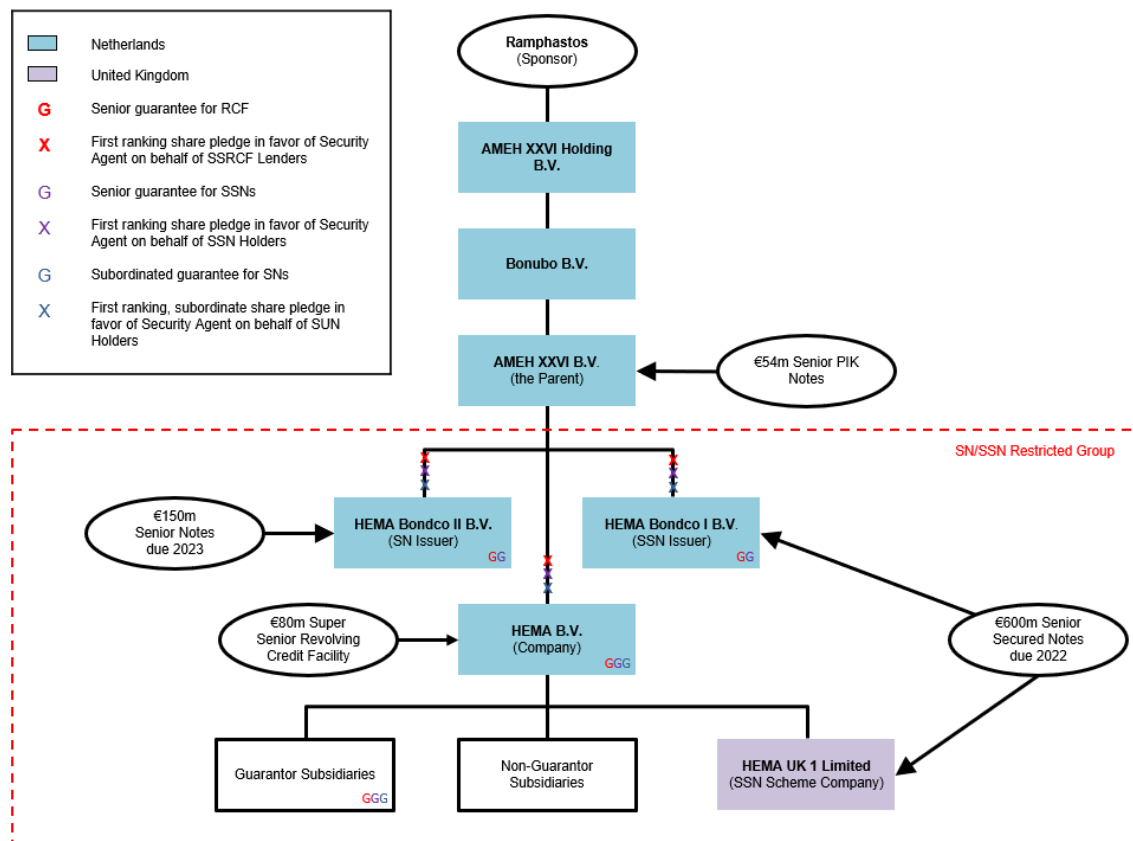 Netherlands
United Kingdom
G Senior guarantee for RCF
X First ranking share pledge in favor of Security
Agent on behalf of SSRCF Lenders
G Senior guarantee for SSNs
X First ranking share pledge in favor of Security
Agent on behalf of SSN Holders
G Subordinated guarantee for SNs
X First ranking, subordinate share pledge in
favor of Security Agent on behalf of SUN
Holders
Ramphastos
(Sponsor)
AMEH XXVI Holding
B.V.
Bonubo B.V.
AMEH XXVI B.V.
(the Parent)
€54m Senior PIK
Notes
SN/SSN Restricted Group
X
X
X
X
X
X
€150m
Senior Notes
due 2023
HEMA Bondco II B.V.
(SN Issuer)
GG
HEMA Bondco I B.V.
(SSN Issuer)
GG
X
X
X
€80m Super
Senior Revolving
Credit Facility
HEMA B.V.
(Company)
GGG
€600m Senior
Secured Notes
due 2022
Guarantor Subsidiaries
GGG
Non-Guarantor
Subsidiaries
HEMA UK 1 Limited
(SSN Scheme Company)